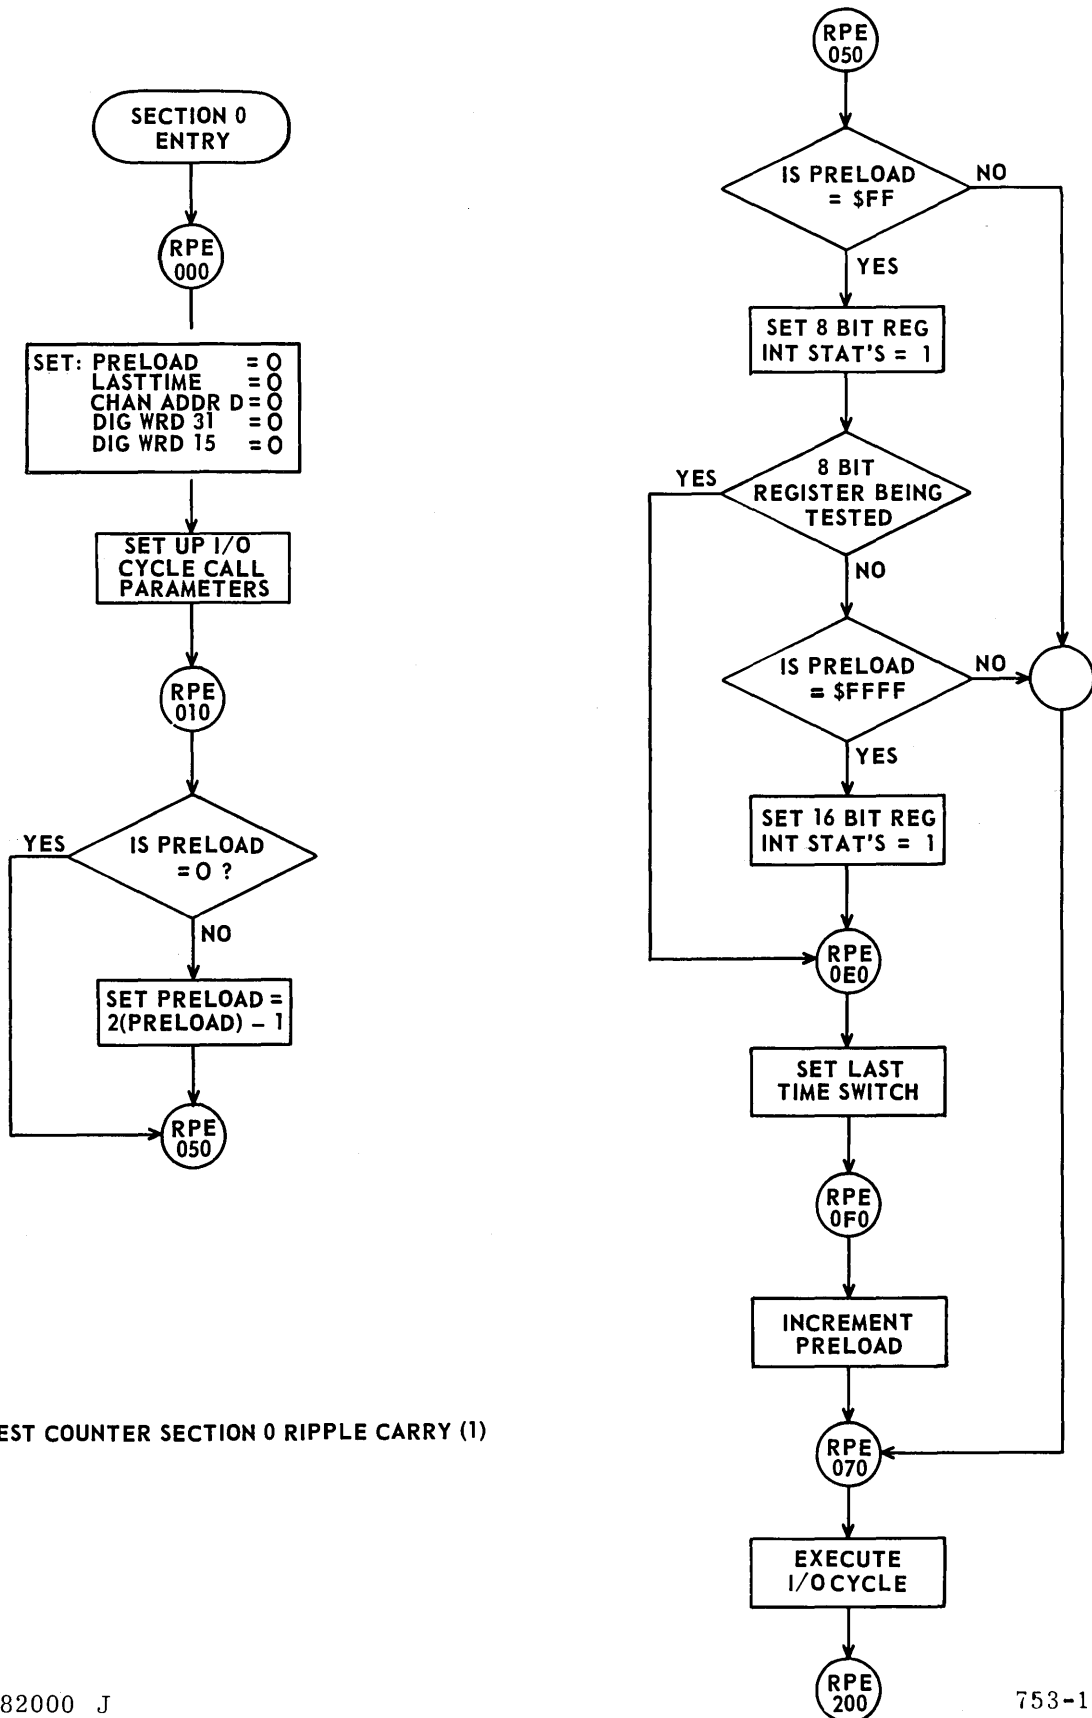 SECTION 0
ENTRY
RPE
000
SET: PRELOAD = 0
LASTTIME = 0
CHAN ADDR D = 0
DIG WRD 31 = 0
DIG WRD 15 = 0
SET UP I/O
CYCLE CALL
PARAMETERS
RPE
010
YES
IS PRELOAD
= 0 ?
NO
SET PRELOAD =
2(PRELOAD) - 1
RPE
050
EST COUNTER SECTION 0 RIPPLE CARRY (1)
82000 J
RPE
050
IS PRELOAD
= $FF
NO
YES
SET 8 BIT REG
INT STAT'S = 1
YES
8 BIT
REGISTER BEING
TESTED
NO
IS PRELOAD
= $FFFF
NO
YES
SET 16 BIT REG
INT STAT'S = 1
RPE
0E0
SET LAST
TIME SWITCH
RPE
0F0
INCREMENT
PRELOAD
RPE
070
EXECUTE
I/O CYCLE
RPE
200
753-1